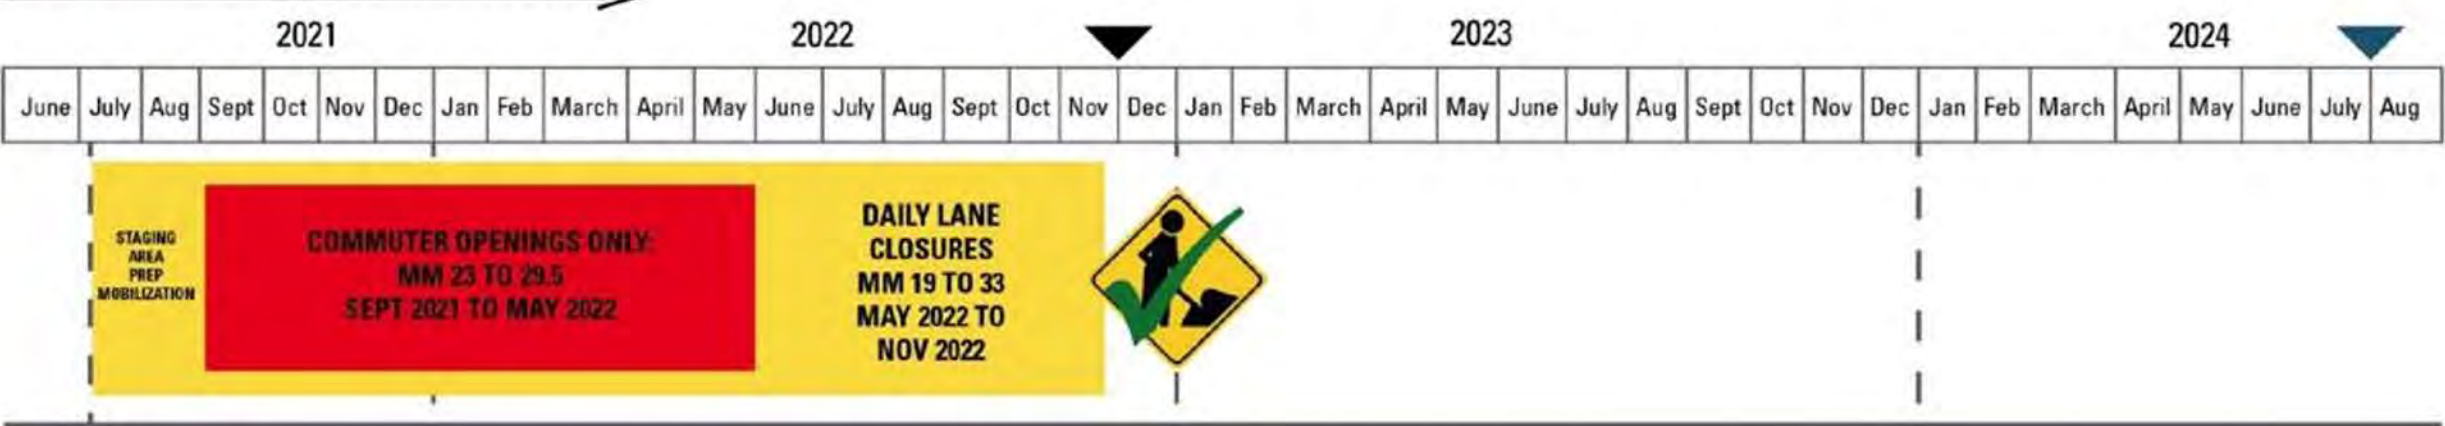 2021 2022 2023 2024
June July Aug Sept Oct Nov Dec Jan Feb March April May June July Aug Sept Oct Nov Dec Jan Feb March April May June July Aug Sept Oct Nov Dec Jan Feb March April May June July Aug
STAGING
AREA
PREP
MOBILIZATION
COMMUTER OPENINGS ONLY:
MM 23 TO 29.5
SEPT 2021 TO MAY 2022
DAILY LANE
CLOSURES
MM 19 TO 33
MAY 2022 TO
NOV 2022